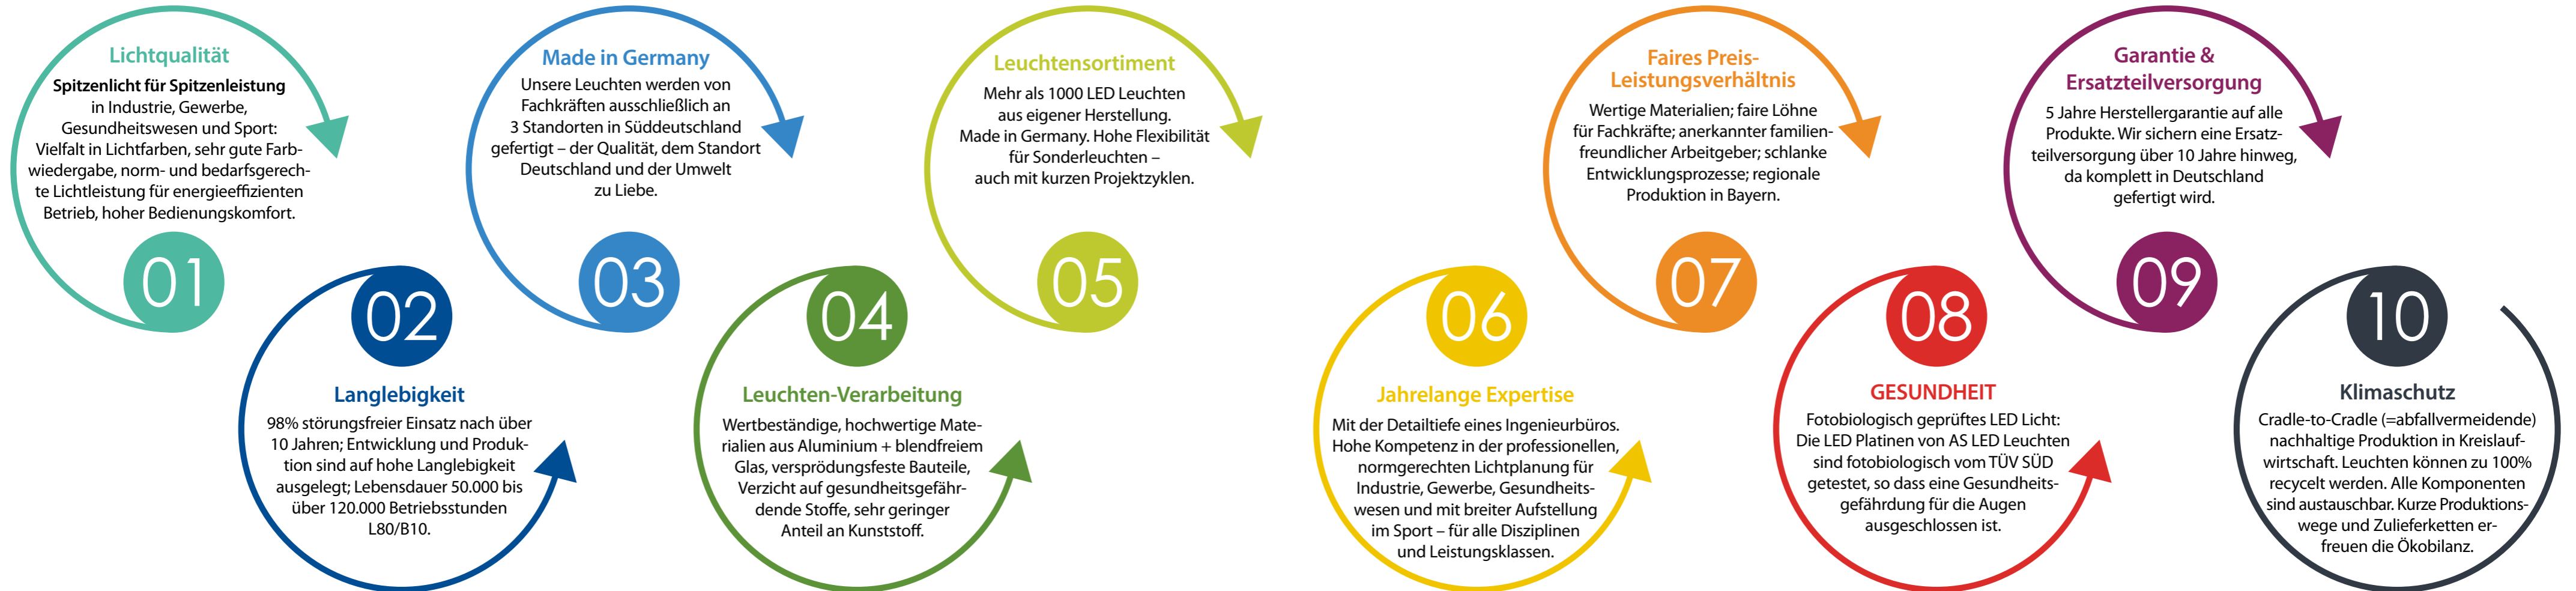 Lichtqualität
Spitzenlicht für Spitzenleistung
in Industrie, Gewerbe,
Gesundheitswesen und Sport:
Vielfalt in Lichtfarben, sehr gute Farb-
wiedergabe, norm- und bedarfsgerech-
te Lichtleistung für energieeffizienten
Betrieb, hoher Bedienungskomfort.
01
02
Langlebigkeit
98% störungsfreier Einsatz nach über
10 Jahren; Entwicklung und Produk-
tion sind auf hohe Langlebigkeit
ausgelegt; Lebensdauer 50.000 bis
über 120.000 Betriebsstunden
L80/B10.
Made in Germany
Unsere Leuchten werden von
Fachkräften ausschließlich an
3 Standorten in Süddeutschland
gefertigt – der Qualität, dem Standort
Deutschland und der Umwelt
zu Liebe.
03
04
Leuchten-Verarbeitung
Wertbeständige, hochwertige Mate-
rialien aus Aluminium + blendfreiem
Glas, versprödungsfeste Bauteile,
Verzicht auf gesundheitsgefähr-
dende Stoffe, sehr geringer
Anteil an Kunststoff.
Leuchtensortiment
Mehr als 1000 LED Leuchten
aus eigener Herstellung.
Made in Germany. Hohe Flexibilität
für Sonderleuchten –
auch mit kurzen Projektzyklen.
05
06
Jahrelange Expertise
Mit der Detailtiefe eines Ingenieurbüros.
Hohe Kompetenz in der professionellen,
normgerechten Lichtplanung für
Industrie, Gewerbe, Gesundheits-
wesen und mit breiter Aufstellung
im Sport – für alle Disziplinen
und Leistungsklassen.
Faires Preis-
Leistungsverhältnis
Wertige Materialien; faire Löhne
für Fachkräfte; anerkannter familien-
freundlicher Arbeitgeber; schlanke
Entwicklungsprozesse; regionale
Produktion in Bayern.
07
08
GESUNDHEIT
Fotobiologisch geprüftes LED Licht:
Die LED Platinen von AS LED Leuchten
sind fotobiologisch vom TÜV SÜD
getestet, so dass eine Gesundheits-
gefährdung für die Augen
ausgeschlossen ist.
Garantie &
Ersatzteilversorgung
5 Jahre Herstellergarantie auf alle
Produkte. Wir sichern eine Ersatz-
teilversorgung über 10 Jahre hinweg,
da komplett in Deutschland
gefertigt wird.
09
10
Klimaschutz
Cradle-to-Cradle (=abfallvermeidende)
nachhaltige Produktion in Kreislauf-
wirtschaft. Leuchten können zu 100%
recycelt werden. Alle Komponenten
sind austauschbar. Kurze Produktions-
wege und Zulieferketten er-
freuen die Ökobilanz.